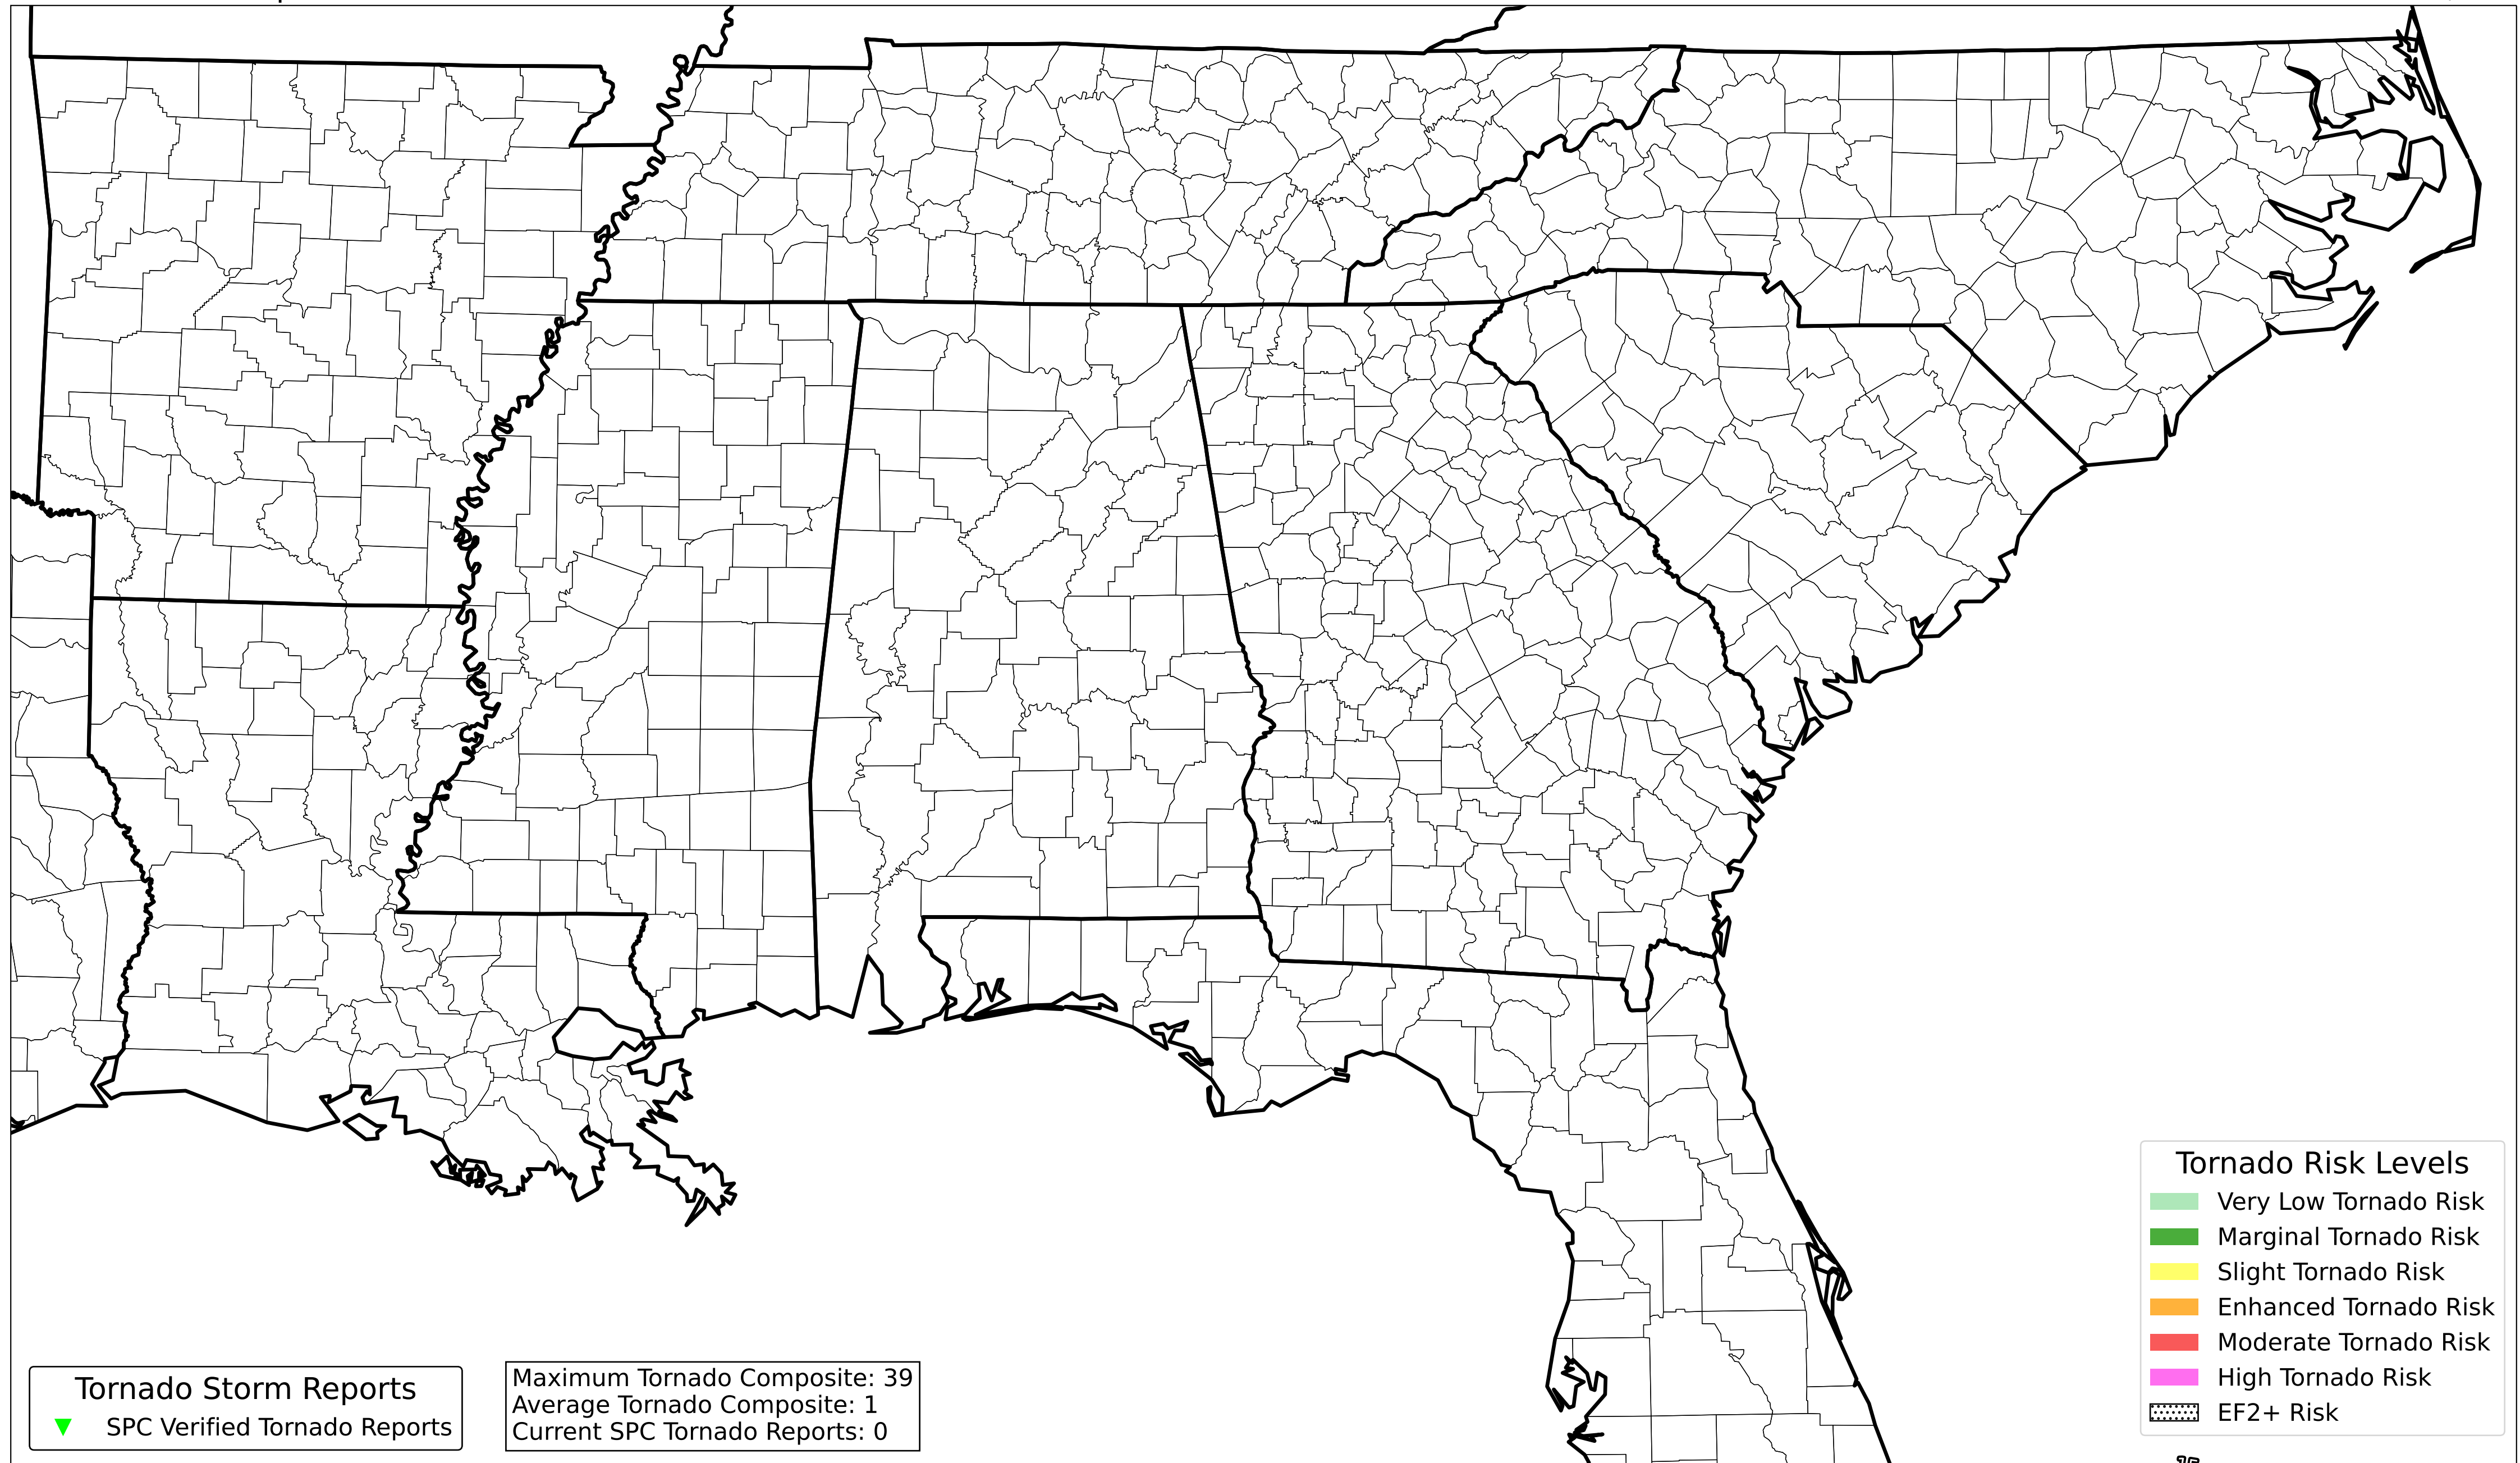 Tornado Risk Levels
Very Low Tornado Risk
Marginal Tornado Risk
Slight Tornado Risk
Enhanced Tornado Risk
Moderate Tornado Risk
High Tornado Risk
EF2+ Risk
Tornado Storm Reports
SPC Verified Tornado Reports
Maximum Tornado Composite: 39
Average Tornado Composite: 1
Current SPC Tornado Reports: 0